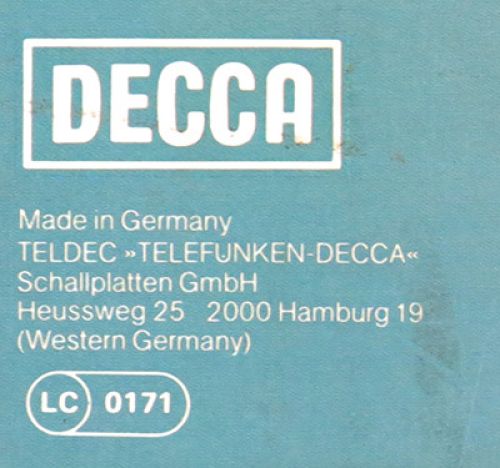 DECCA
Made in Germany
TELDEC »TELEFUNKEN-DECCA«
Schallplatten GmbH
Heussweg 25 2000 Hamburg 19
(Western Germany)
LC 0171